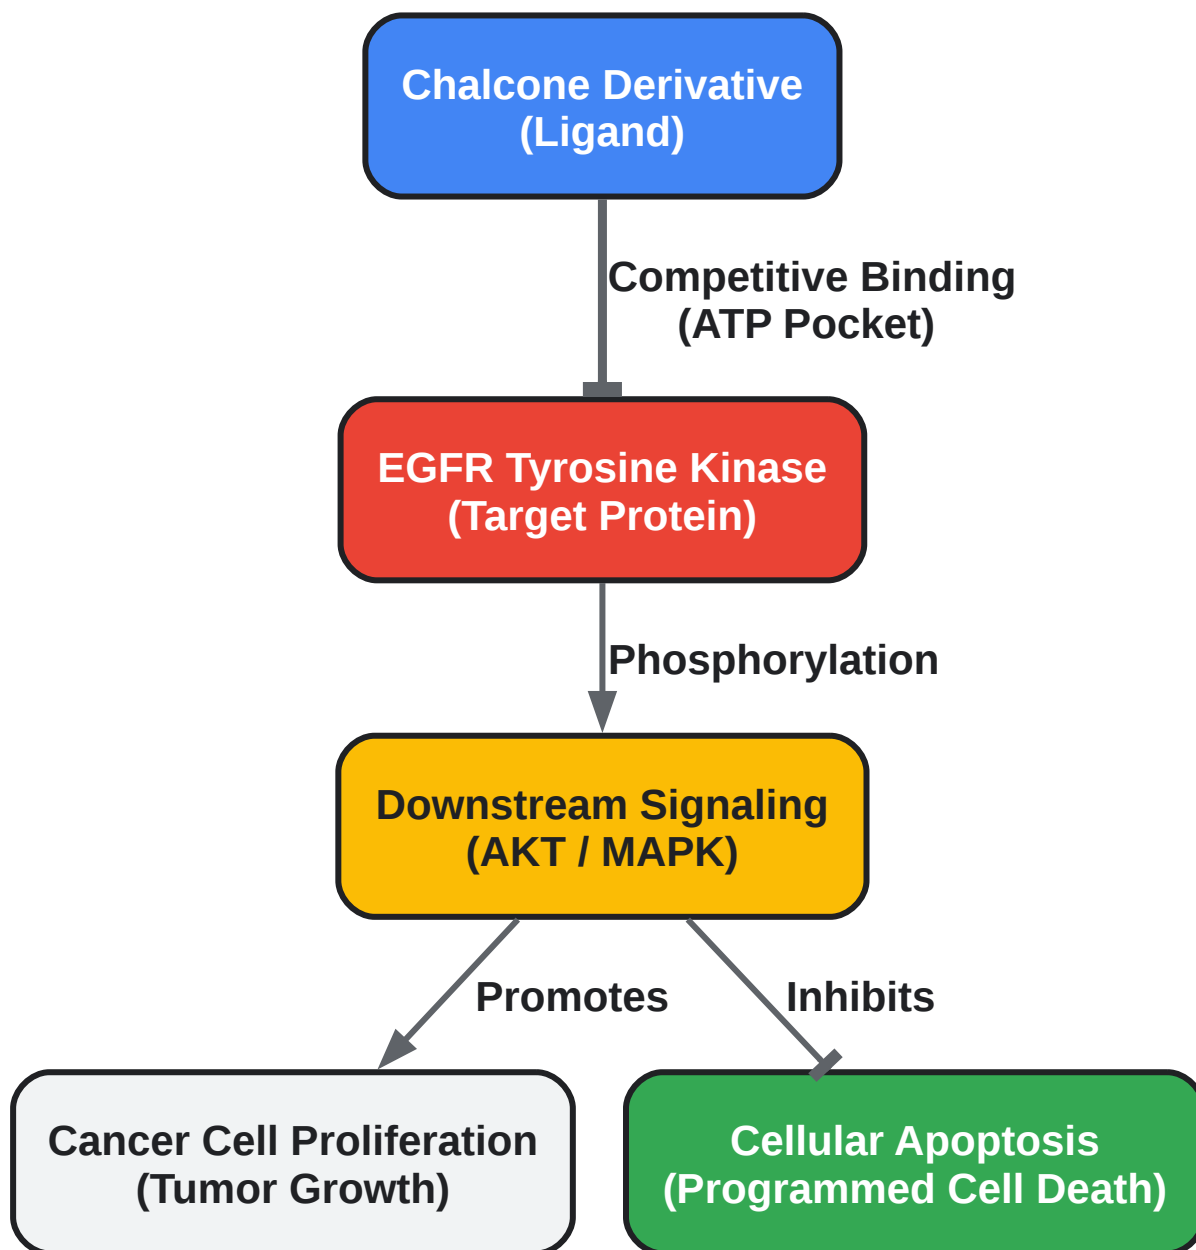 Chalcone Derivative
(Ligand)
Competitive Binding
(ATP Pocket)
EGFR Tyrosine Kinase
(Target Protein)
Phosphorylation
Downstream Signaling
(AKT / MAPK)
Promotes
Inhibits
Cancer Cell Proliferation
(Tumor Growth)
Cellular Apoptosis
(Programmed Cell Death)